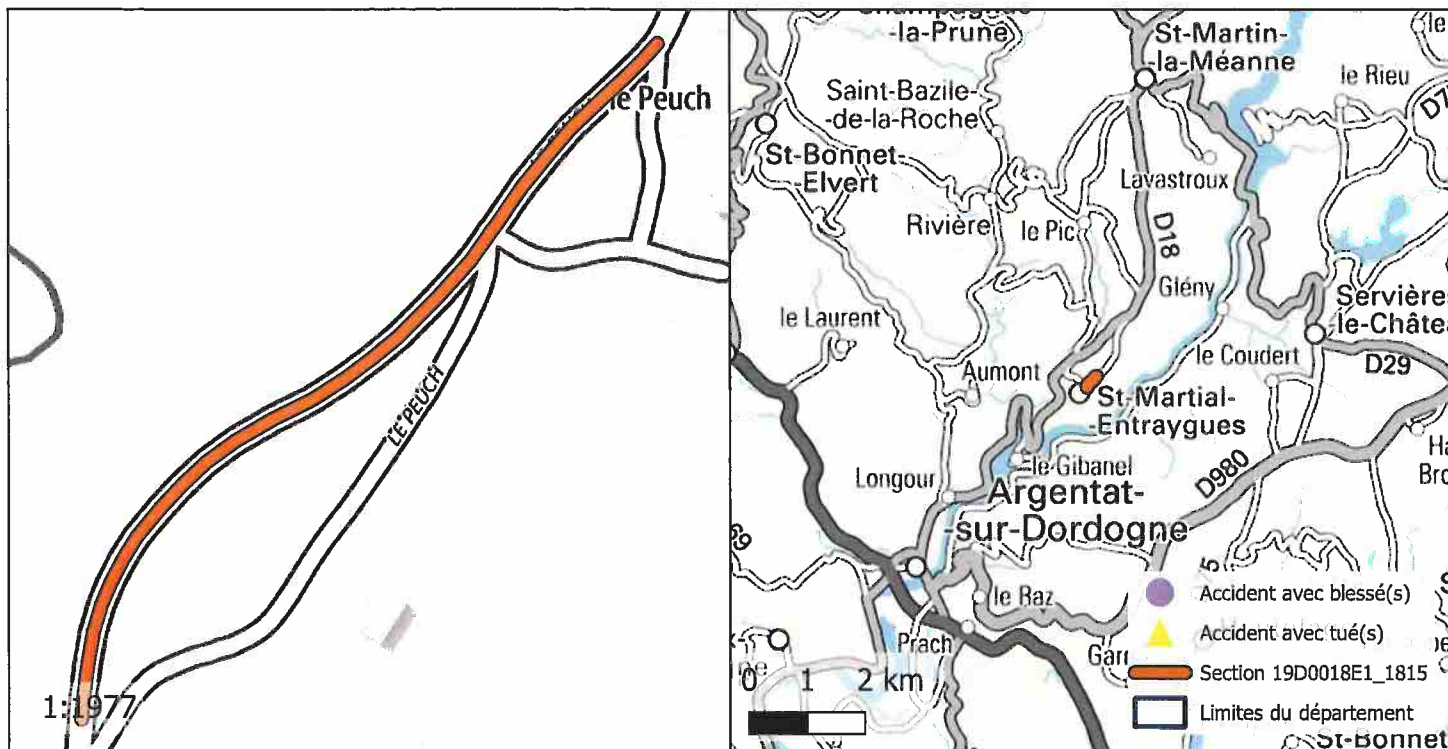 le Peuch
LE PEUCH
1:1977
-la-Prune
St-Martin-
-la-Méanne
le Rieu
Saint-Bazile-
-de-la-Roche
St-Bonnet-
-Elvert
Lavastroux
Rivière
le Pic
D18
Glény
le Laurent
le Coudert
D29
Aumont
St-Martial-
-Entraygues
le Gibanel
Longour
D980
Argentat-
-sur-Dordogne
le Raz
Prach
0 1 2 km
Accident avec blessé(s)
Accident avec tué(s)
Section 19D0018E1_1815
Limites du département
St-Bonnet